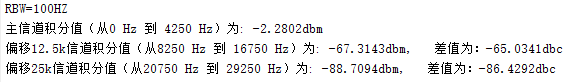 RBW=100HZ
主信道积分值（从0 Hz 到 4250 Hz）为: -2.2802dbm
偏移12.5k信道积分值（从8250 Hz 到 16750 Hz）为: -67.3143dbm,   差值为：-65.0341dbc
偏移25k信道积分值（从20750 Hz 到 29250 Hz）为: -88.7094dbm,   差值为：-86.4292dbc